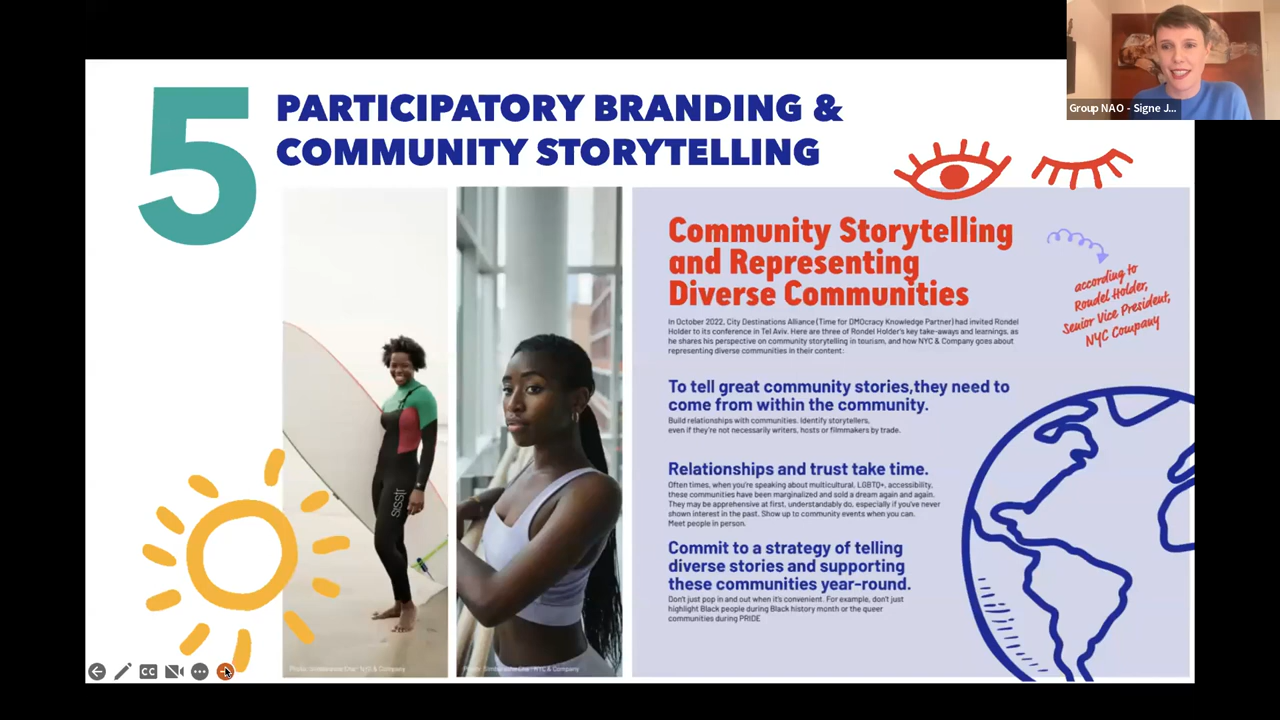 Group NAO - Signe J...
5
PARTICIPATORY BRANDING &
COMMUNITY STORYTELLING
Community Storytelling
and Representing
Diverse Communities
according to
Rondel Holder,
Senior Vice President,
NYC Company
In October 2022, City Destinations Alliance (Time for DMOcracy Knowledge Partner) had invited Rondel
Holder to its conference in Tel Aviv. Here are three of Rondel Holder's key take-aways and learnings, as
he shares his perspective on community storytelling in tourism, and how NYC & Company goes about
representing diverse communities in their content:
To tell great community stories,they need to
come from within the community.
Build relationships with communities. Identify storytellers,
even if they're not necessarily writers, hosts or filmmakers by trade.
Relationships and trust take time.
Often times, when you're speaking about multicultural, LGBTQ+, accessibility,
these communities have been marginalized and sold a dream again and again.
They may be apprehensive at first, understandably do, especially if you've never
shown interest in the past. Show up to community events when you can.
Meet people in person.
Commit to a strategy of telling
diverse stories and supporting
these communities year-round.
Don't just pop in and out when it's convenient. For example, don't just
highlight Black people during Black history month or the queer
communities during PRIDE
SISSTR
NYC & Company
CC